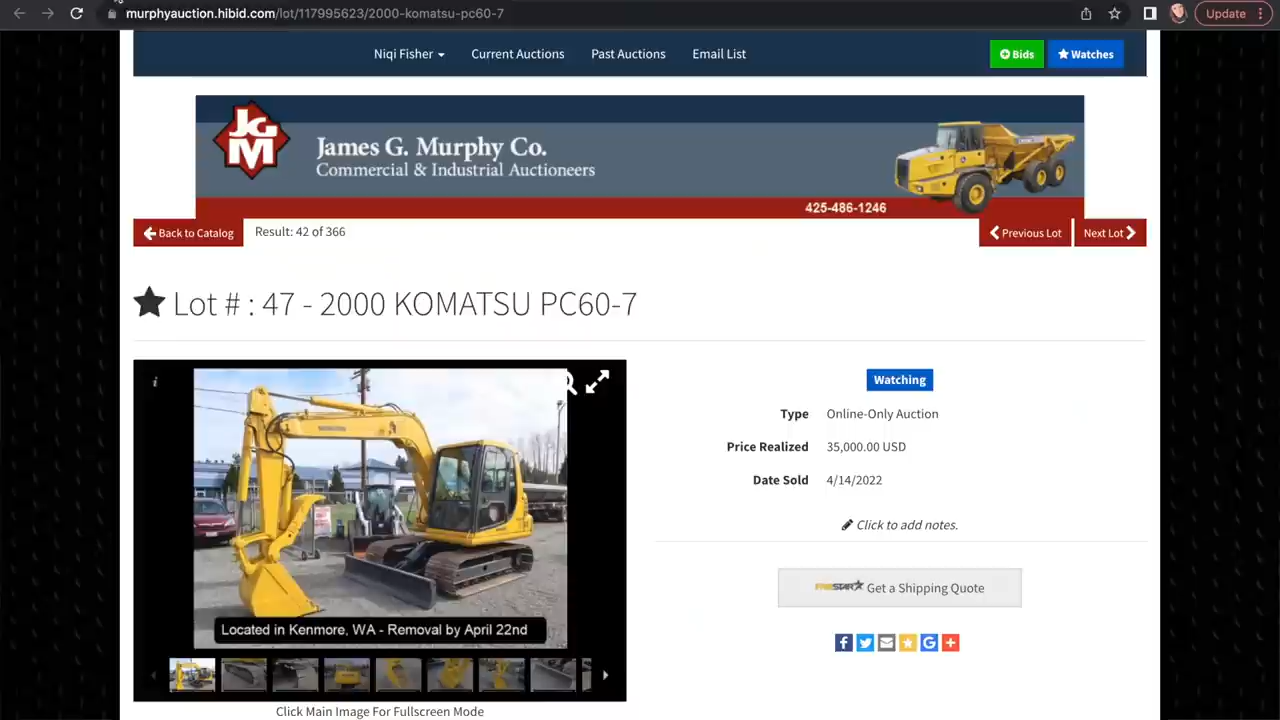 murphyauction.hibid.com/lot/117995623/2000-komatsu-pc60-7
Update
Niqi Fisher
Current Auctions
Past Auctions
Email List
Bids
Watches
JGM
James G. Murphy Co.
Commercial & Industrial Auctioneers
425-486-1246
Back to Catalog
Result: 42 of 366
Previous Lot
Next Lot
Lot # : 47 - 2000 KOMATSU PC60-7
Watching
Type Online-Only Auction
Price Realized 35,000.00 USD
Date Sold 4/14/2022
Click to add notes.
Get a Shipping Quote
Located in Kenmore, WA - Removal by April 22nd
Click Main Image For Fullscreen Mode